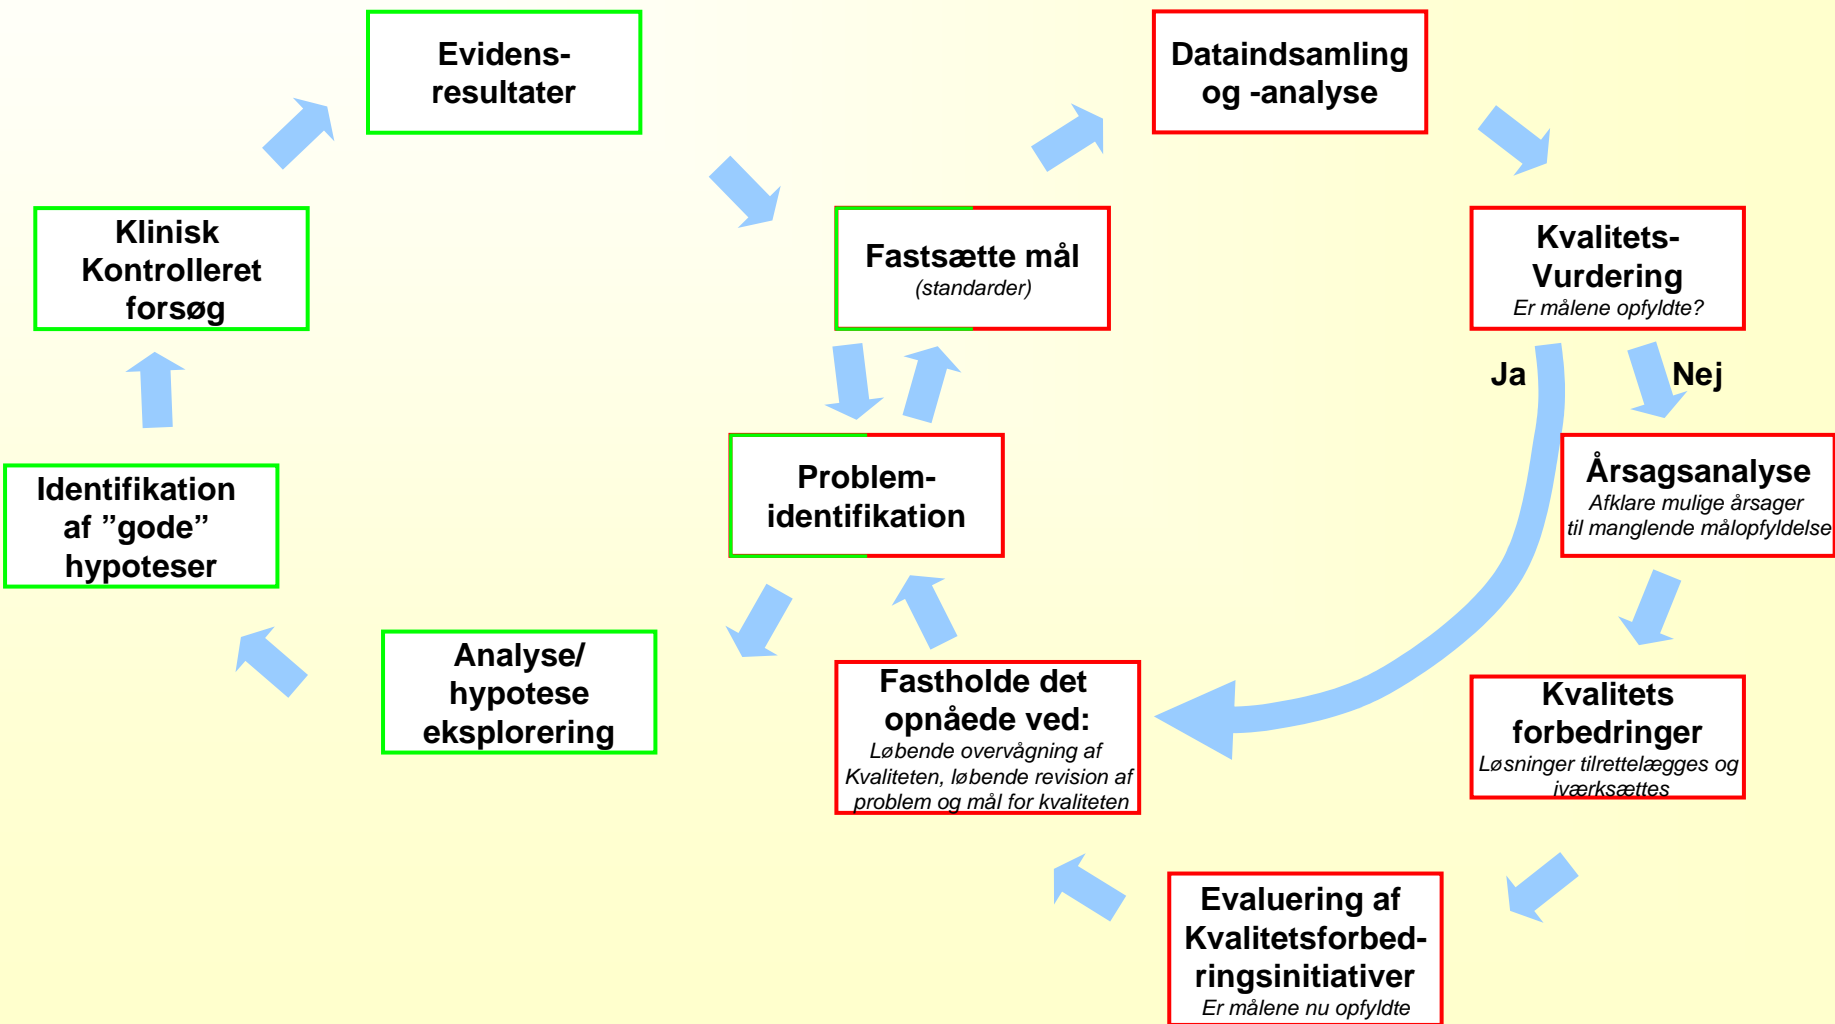 Evidens-
resultater
Dataindsamling
og -analyse
Klinisk
Kontrolleret
forsøg
Fastsætte mål
(standarder)
Kvalitets-
Vurdering
Er målene opfyldte?
Ja
Nej
Identifikation
af ”gode”
hypoteser
Problem-
identifikation
Årsagsanalyse
Afklare mulige årsager
til manglende målopfyldelse
Analyse/
hypotese
eksplorering
Fastholde det
opnåede ved:
Løbende overvågning af
Kvaliteten, løbende revision af
problem og mål for kvaliteten
Kvalitets
forbedringer
Løsninger tilrettelægges og
iværksættes
Evaluering af
Kvalitetsforbed-
ringsinitiativer
Er målene nu opfyldte